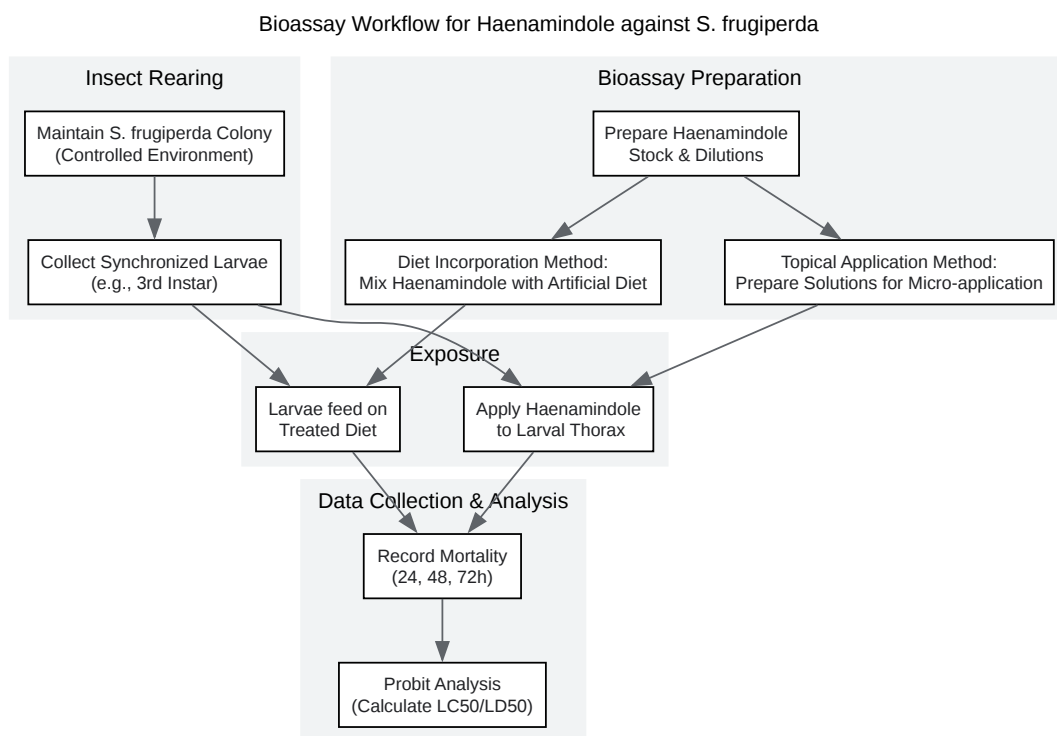 Bioassay Workflow for Haenamindole against S. frugiperda
Insect Rearing
Maintain S. frugiperda Colony
(Controlled Environment)
Collect Synchronized Larvae
(e.g., 3rd Instar)
Bioassay Preparation
Prepare Haenamindole
Stock & Dilutions
Diet Incorporation Method:
Mix Haenamindole with Artificial Diet
Topical Application Method:
Prepare Solutions for Micro-application
Exposure
Larvae feed on
Treated Diet
Apply Haenamindole
to Larval Thorax
Data Collection & Analysis
Record Mortality
(24, 48, 72h)
Probit Analysis
(Calculate LC50/LD50)